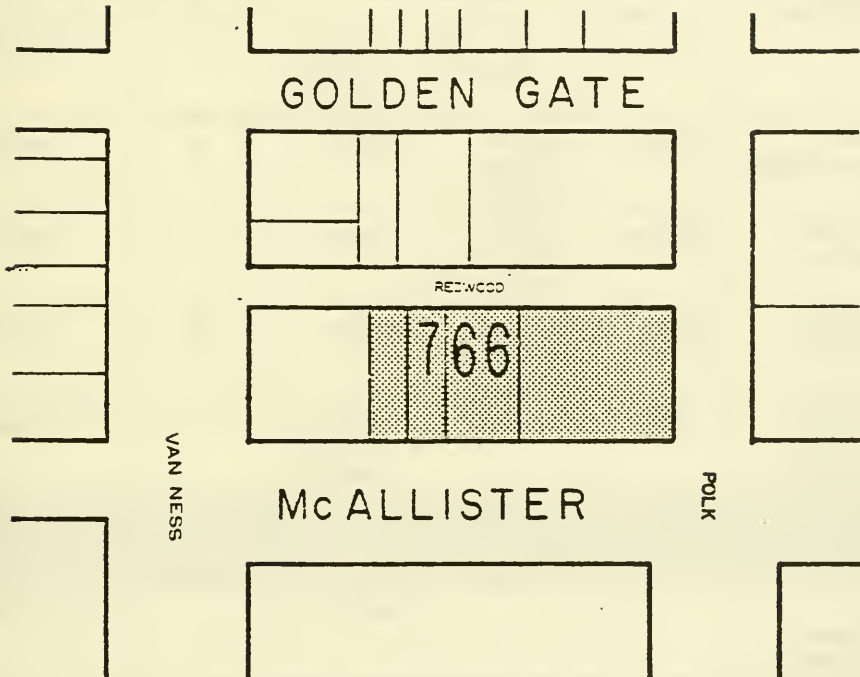 GOLDEN GATE
REDWOOD
766
VAN NESS
McALLISTER
POLK